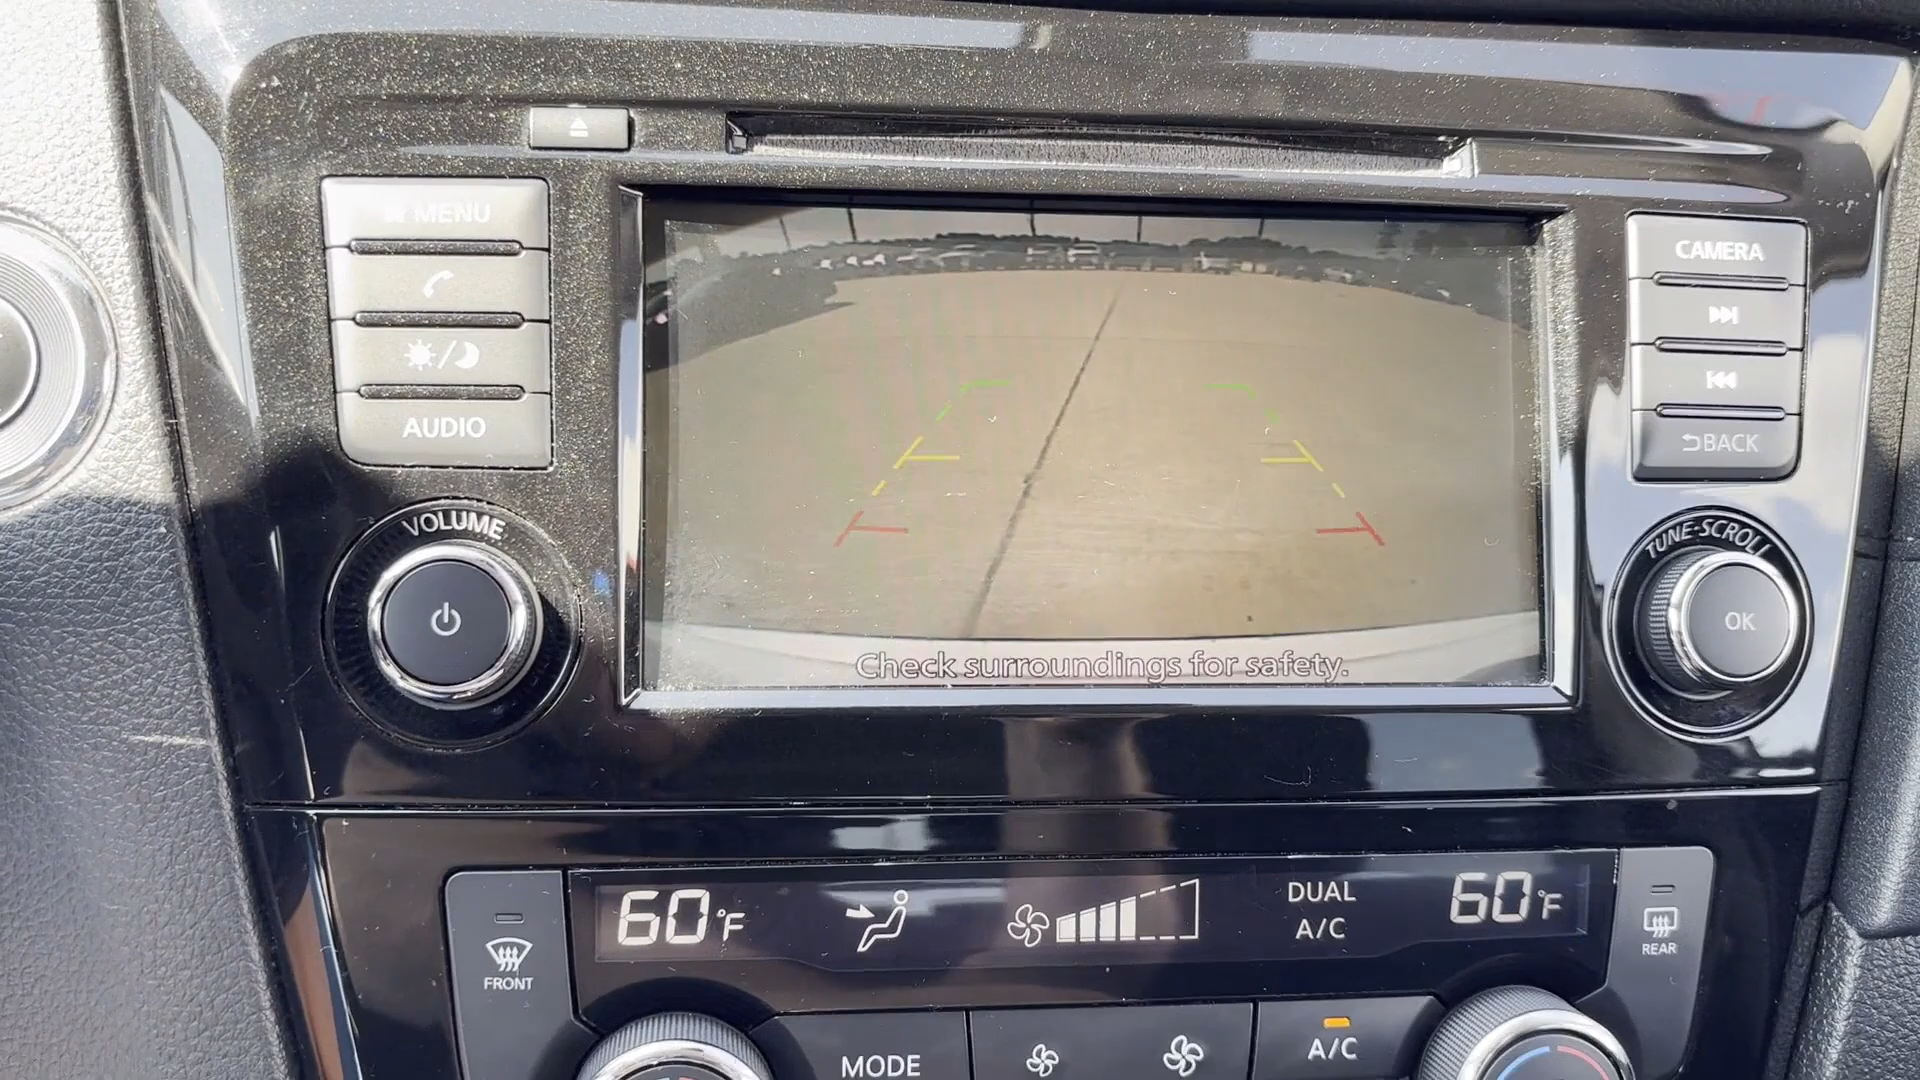 MENU
AUDIO
VOLUME
CAMERA
BACK
TUNE·SCROLL
OK
Check surroundings for safety.
FRONT
60°F
DUAL
A/C
60°F
REAR
MODE
A/C